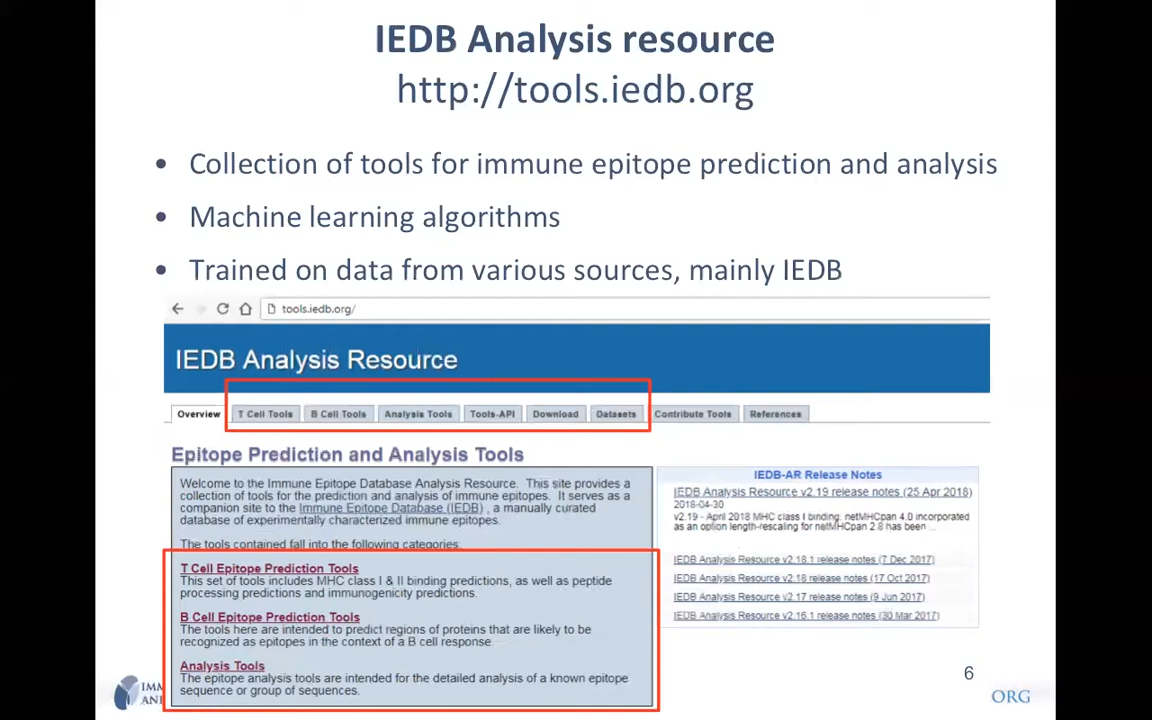 IEDB Analysis resource
http://tools.iedb.org
• Collection of tools for immune epitope prediction and analysis
• Machine learning algorithms
• Trained on data from various sources, mainly IEDB
tools.iedb.org/
IEDB Analysis Resource
Overview T Cell Tools B Cell Tools Analysis Tools Tools-API Download Datasets Contribute Tools References
Epitope Prediction and Analysis Tools
Welcome to the Immune Epitope Database Analysis Resource. This site provides a
collection of tools for the prediction and analysis of immune epitopes. It serves as a
companion site to the Immune Epitope Database (IEDB) , a manually curated
database of experimentally characterized immune epitopes.
The tools contained fall into the following categories.
T Cell Epitope Prediction Tools
This set of tools includes MHC class I & II binding predictions, as well as peptide
processing predictions and immunogenicity predictions.
B Cell Epitope Prediction Tools
The tools here are intended to predict regions of proteins that are likely to be
recognized as epitopes in the context of a B cell response.
Analysis Tools
The epitope analysis tools are intended for the detailed analysis of a known epitope
sequence or group of sequences.
IEDB-AR Release Notes
IEDB Analysis Resource v2.19 release notes (25 Apr 2018)
2018-04-30
v2.19 - April 2018 MHC class I binding: netMHCpan 4.0 incorporated
as an option length-rescaling for netMHCpan 2.8 has been ...
IEDB Analysis Resource v2.18.1 release notes (7 Dec 2017)
IEDB Analysis Resource v2.18 release notes (17 Oct 2017)
IEDB Analysis Resource v2.17 release notes (9 Jun 2017)
IEDB Analysis Resource v2.16.1 release notes (30 Mar 2017)
6
IMM
ORG